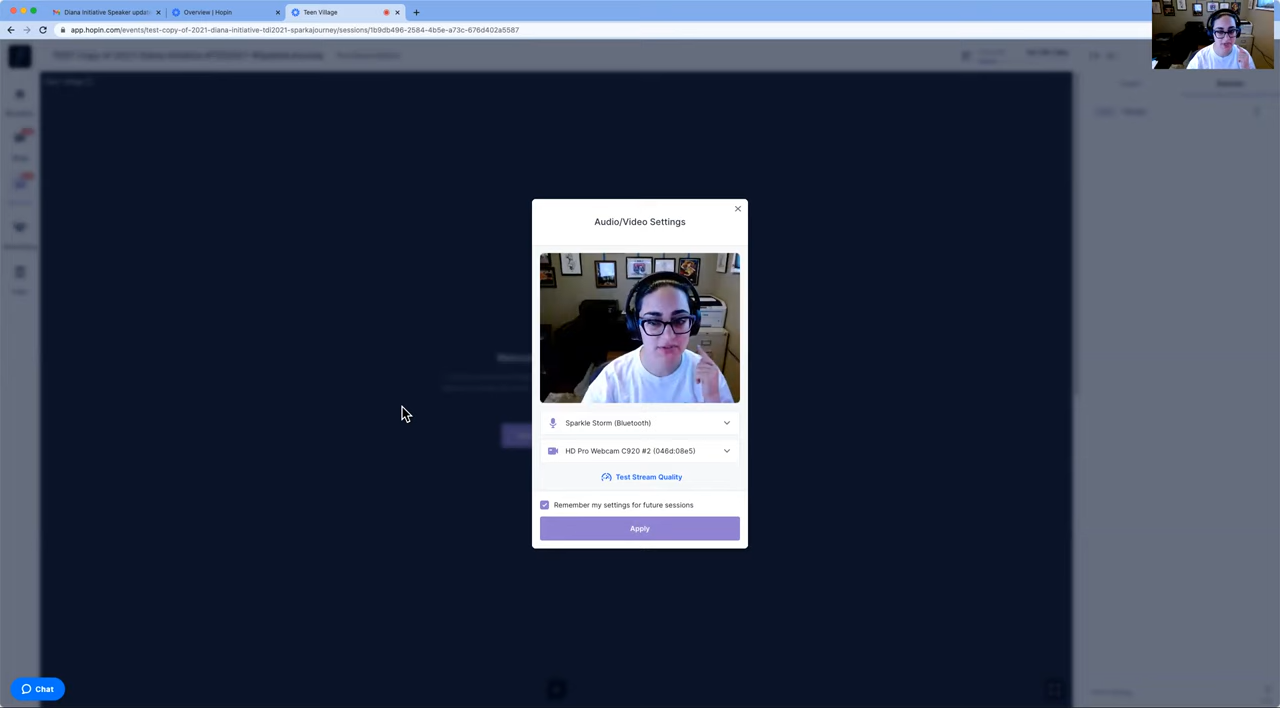 Diana Initiative Speaker updat
Overview | Hopin
Teen Village
app.hopin.com/events/test-copy-of-2021-diana-initiative-tdi2021-sparkajourney/sessions/1b9db496-2584-4b5e-a73c-676d402a5587
Audio/Video Settings
Sparkle Storm (Bluetooth)
HD Pro Webcam C920 #2 (046d:08e5)
Test Stream Quality
Remember my settings for future sessions
Apply
Chat